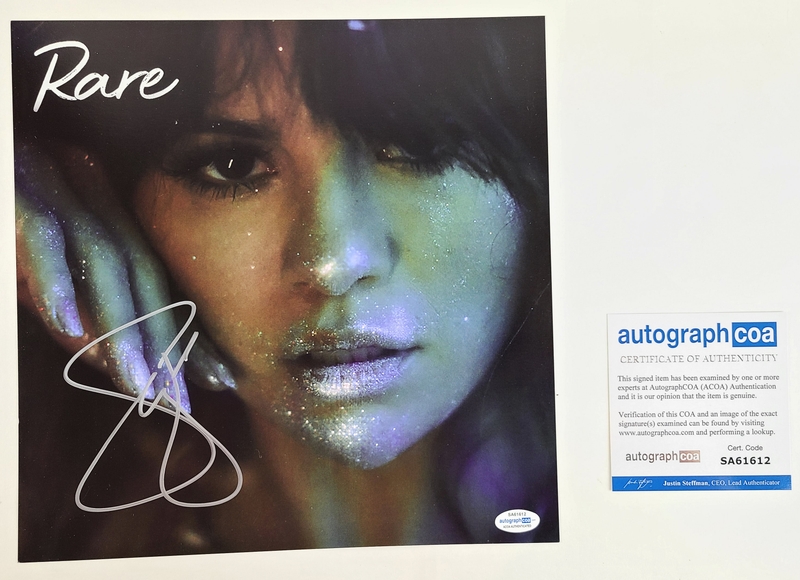 Rare
SA61612
autographcoa
ACOA AUTHENTICATED
autographcoa
CERTIFICATE OF AUTHENTICITY
This signed item has been examined by one or more
experts at AutographCOA (ACOA) Authentication
and it is our opinion that the item is genuine.
Verification of this COA and an image of the exact
signature(s) examined can be found by visiting
www.autographcoa.com and performing a lookup.
autographcoa
Cert. Code
SA61612
Justin Steffman, CEO, Lead Authenticator